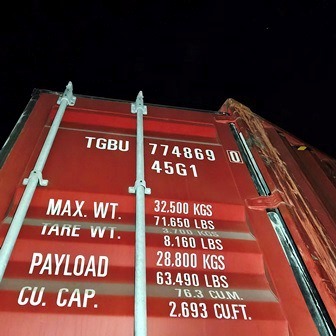 TGBU 774869 0
45G1
MAX. WT. 32.500 KGS
71.650 LBS
TARE WT. 3.700 KGS
8.160 LBS
PAYLOAD 28,800 KGS
63.490 LBS
CU. CAP. 76.3 CU.M.
2.693 CU.FT.